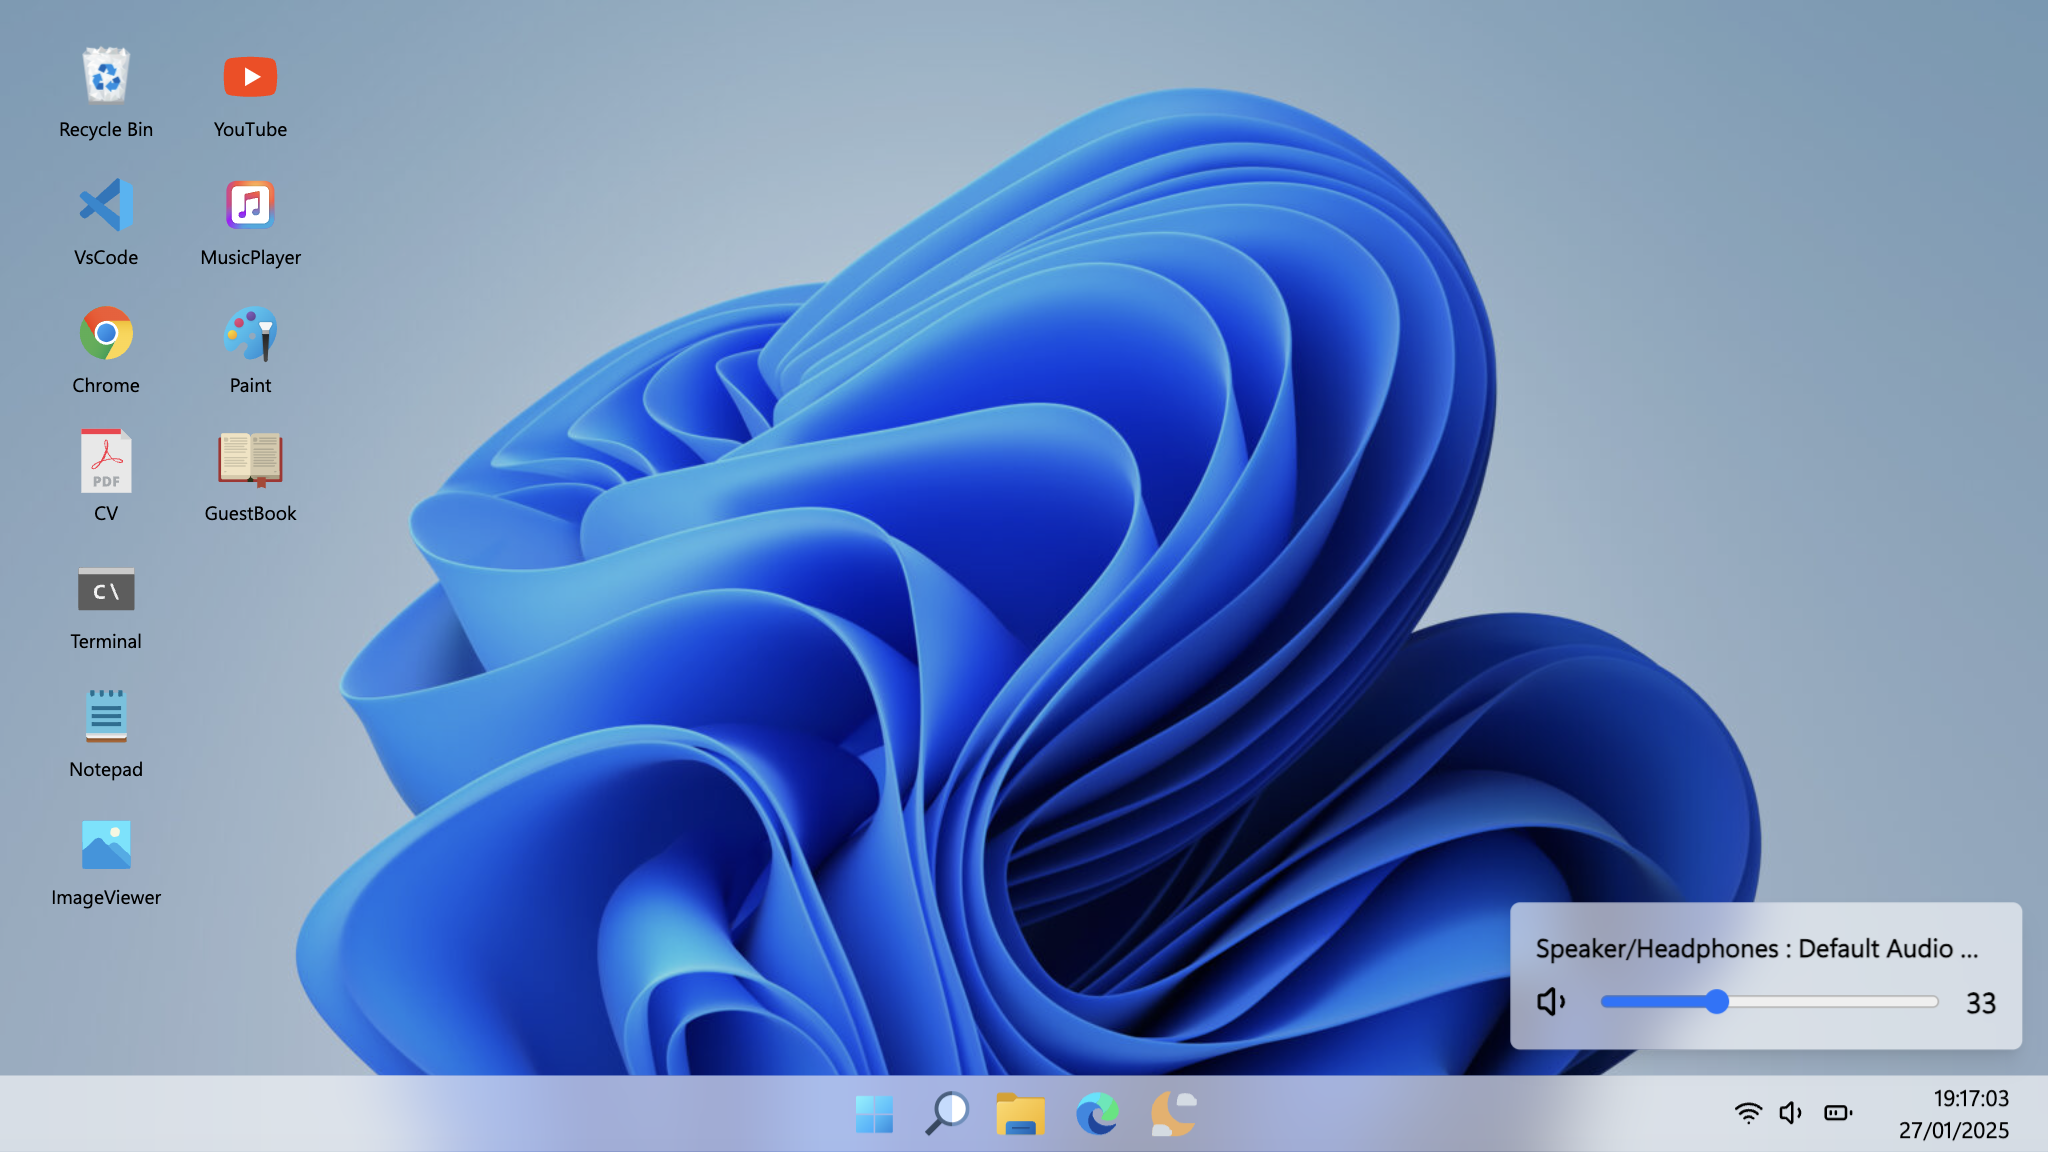 Recycle Bin
YouTube
VsCode
MusicPlayer
Chrome
Paint
PDF
CV
GuestBook
C \
Terminal
Notepad
ImageViewer
Speaker/Headphones : Default Audio ...
33
19:17:03
27/01/2025